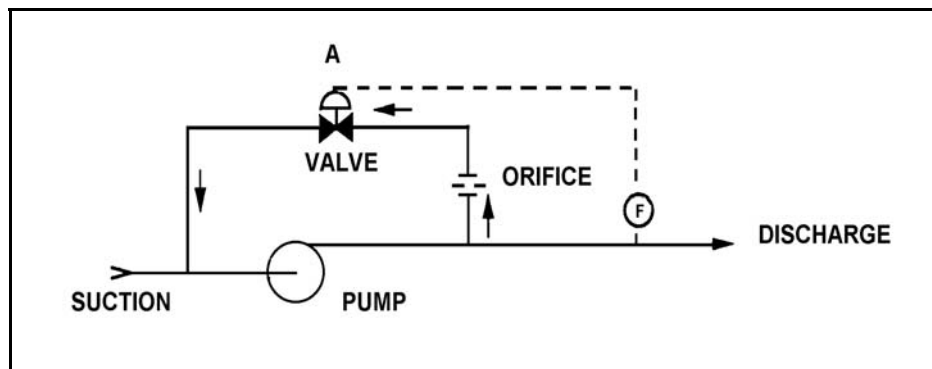 A
VALVE
ORIFICE
F
DISCHARGE
SUCTION
PUMP